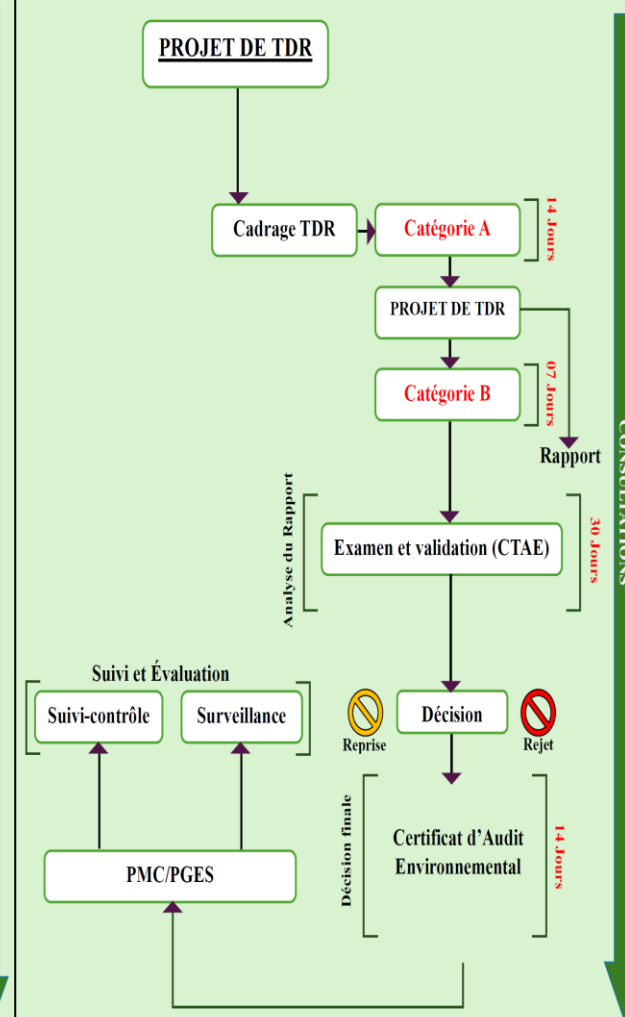 PROJET DE TDR
Cadrage TDR
Catégorie A
14 Jours
PROJET DE TDR
Catégorie B
07 Jours
Rapport
CONSULTATIONS
Analyse du Rapport
Examen et validation (CTAE)
30 Jours
Suivi et Évaluation
Suivi-contrôle
Surveillance
Reprise
Décision
Rejet
Décision finale
Certificat d’Audit
Environnemental
14 Jours
PMC/PGES